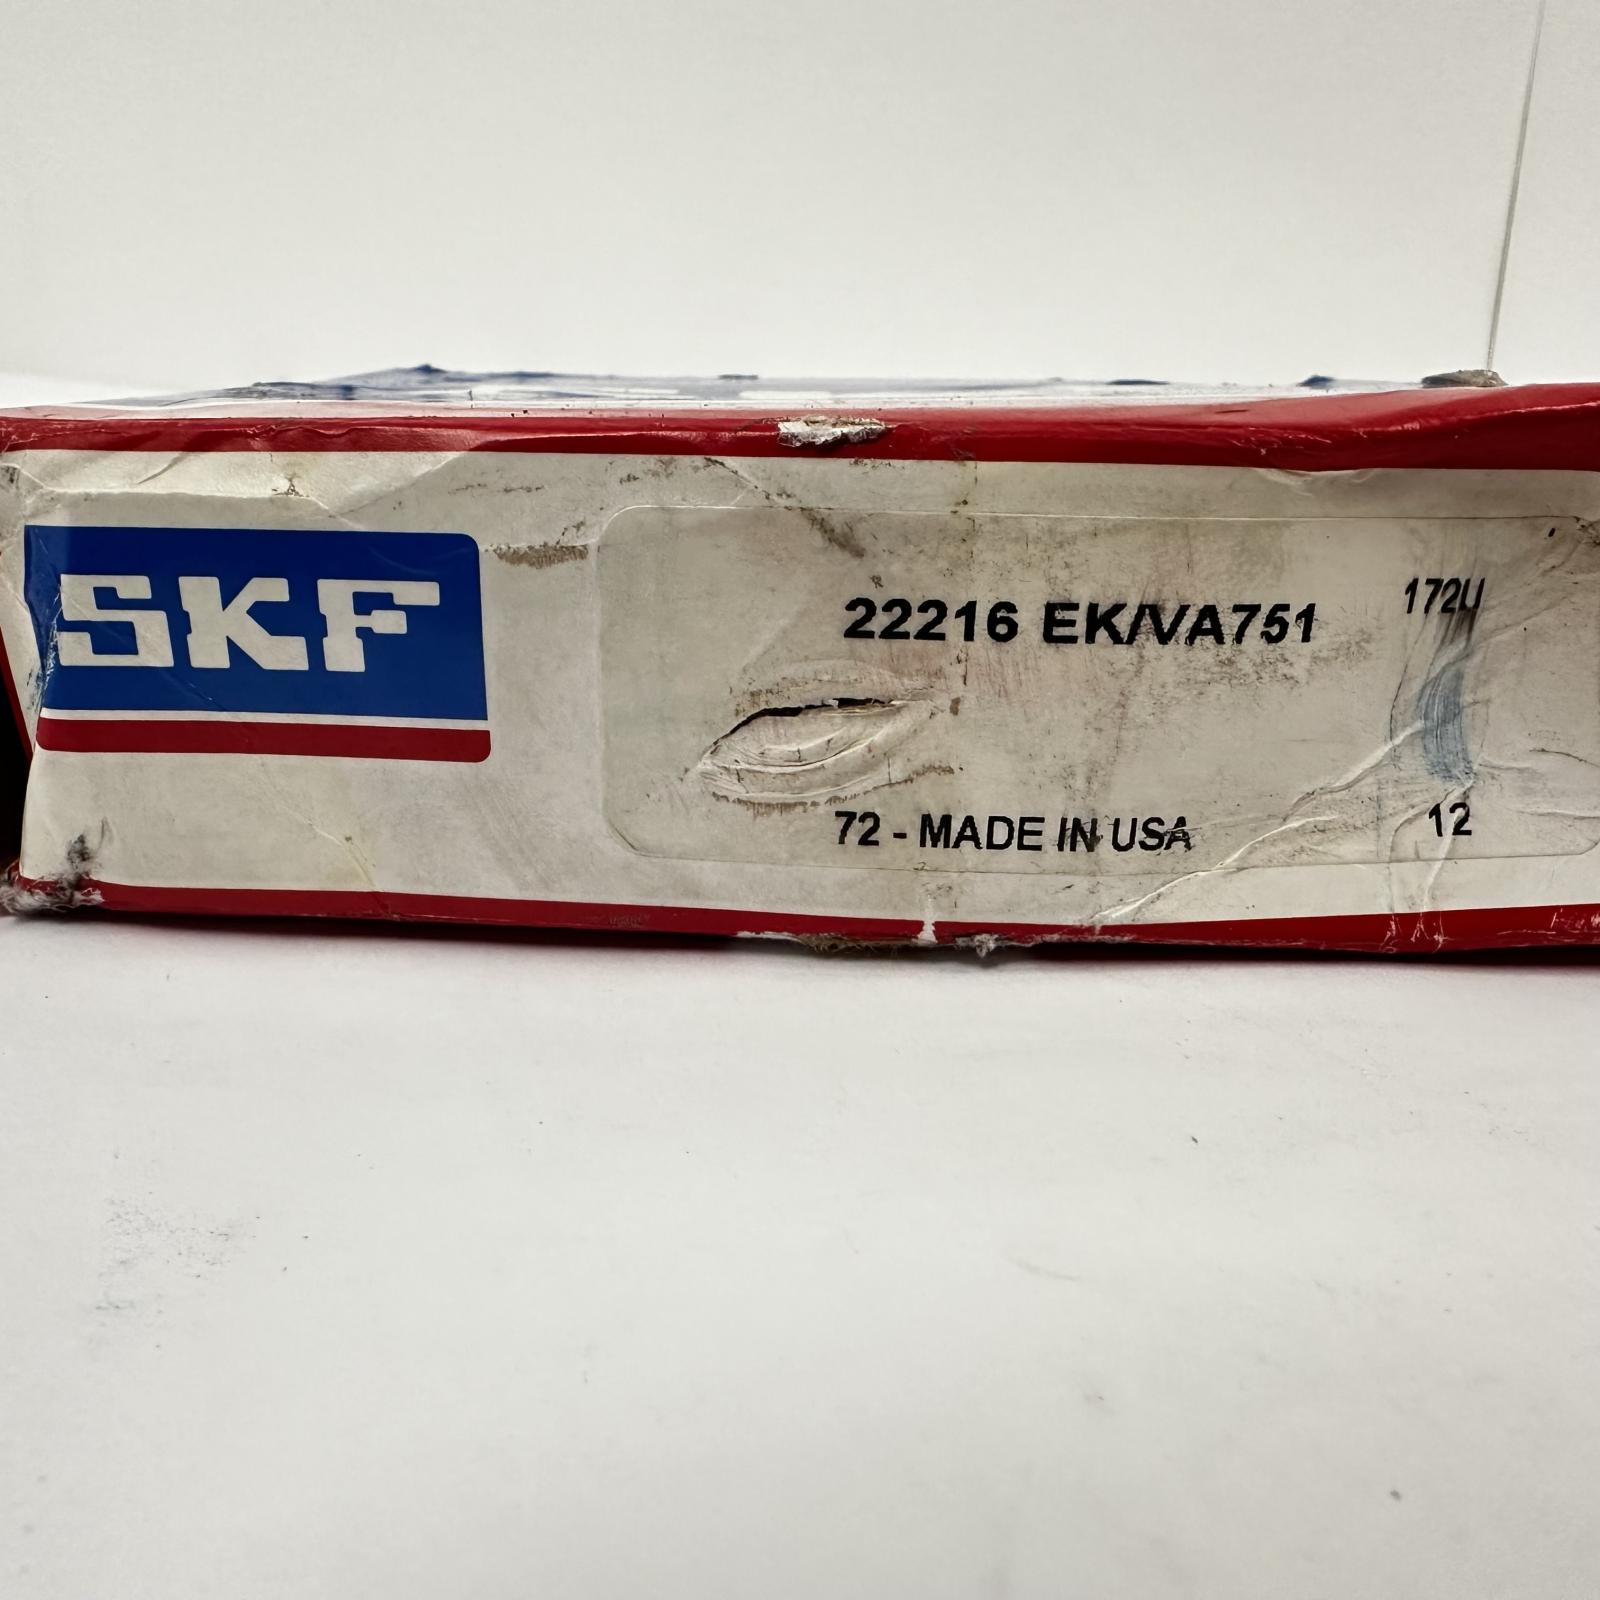 SKF
22216 EK/VA751
172U
72 - MADE IN USA
12